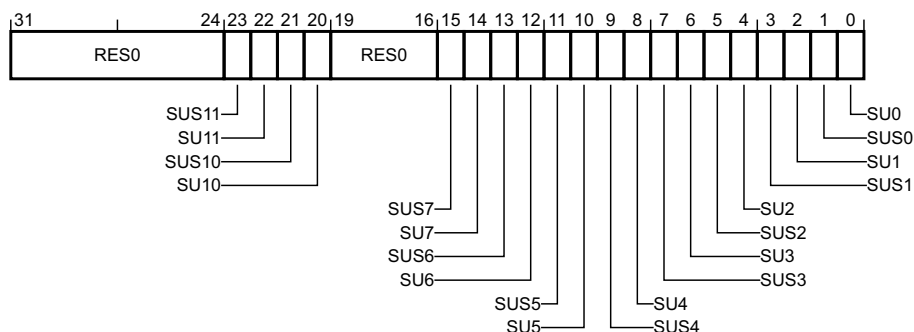 31 24 23 22 21 20 19 16 15 14 13 12 11 10 9 8 7 6 5 4 3 2 1 0
RES0 RES0
SUS11 SU0
SU11 SUS0
SUS10 SU1
SU10 SUS1
SUS7 SU2
SU7 SUS2
SUS6 SU3
SU6 SUS3
SUS5 SU4
SU5 SUS4